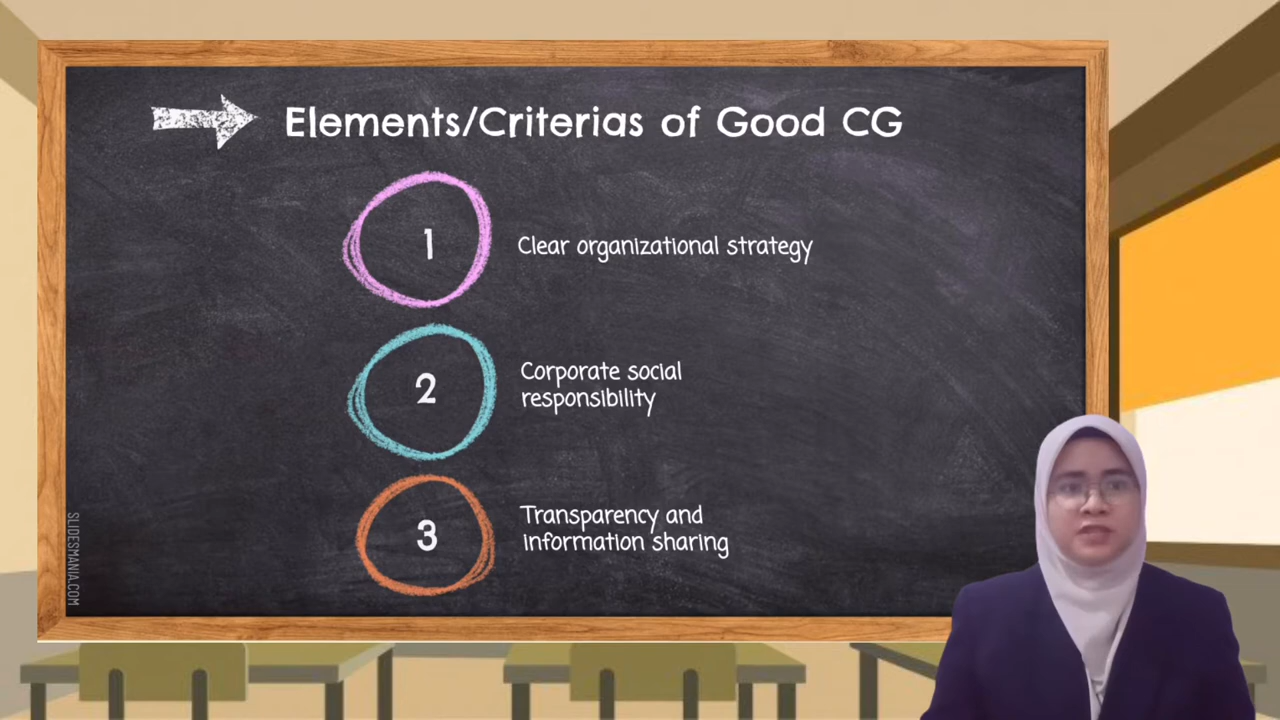 Elements/Criterias of Good CG
1
Clear organizational strategy
2
Corporate social
responsibility
3
Transparency and
information sharing
SLIDESMANIA.COM